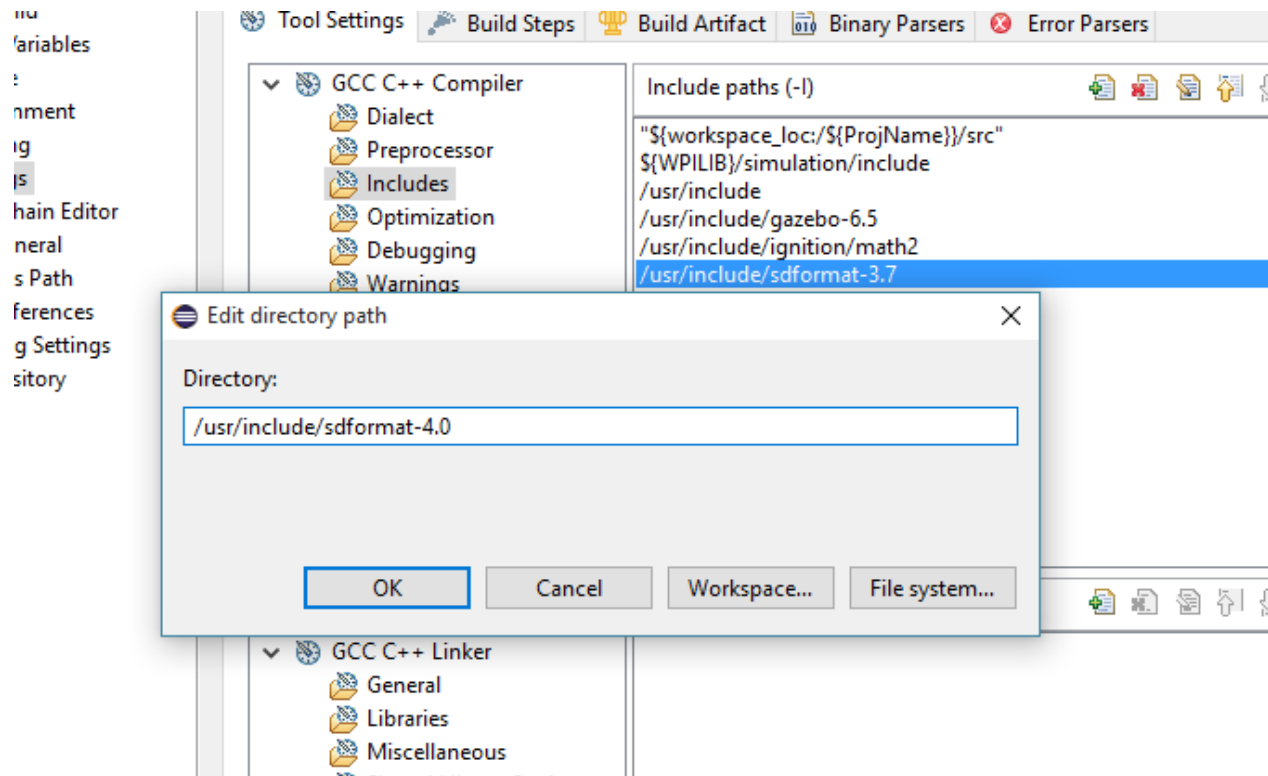 Tool Settings
Build Steps
Build Artifact
Binary Parsers
Error Parsers
GCC C++ Compiler
Dialect
Preprocessor
Includes
Optimization
Debugging
Warnings
Include paths (-I)
"${workspace_loc:/${ProjName}}/src"
${WPILIB}/simulation/include
/usr/include
/usr/include/gazebo-6.5
/usr/include/ignition/math2
/usr/include/sdformat-3.7
hain Editor
neral
s Path
ferences
g Settings
sitory
Edit directory path
Directory:
/usr/include/sdformat-4.0
OK
Cancel
Workspace...
File system...
GCC C++ Linker
General
Libraries
Miscellaneous